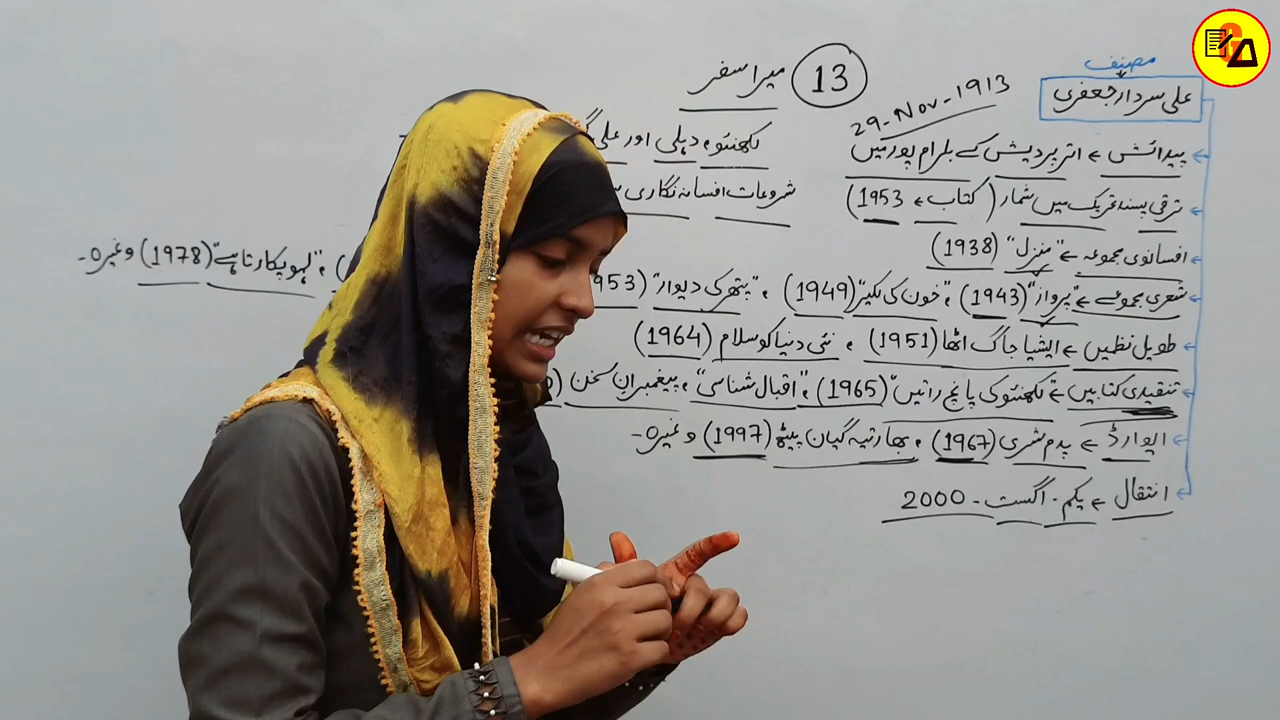 13 میرا سفر
مصنف
علی سردار جعفری
29-Nov-1913
پیدائش ← اتر پردیش کے بلرام پور میں
لکھنئو، دہلی اور علی
ترقی پسند تحریک میں شمار (کتاب ← 1953)
شروعات افسانہ نگاری
افسانوی مجموعہ ← "منزل" (1938)
شعری مجموعے ← "پرواز" (1943)، "خون کی لکیر" (1949)، "پتھر کی دیوار" 953)
، "لہو پکارتا ہے" (1978) وغیرہ۔
طویل نظمیں ← ایشیا جاگ اٹھا (1951)، نئی دنیا کو سلام (1964)
تنقیدی کتابیں ← "لکھنئو کی پانچ راتیں" (1965)، "اقبال شناسی"، پیغمبرانِ سخن
ایوارڈ ← پدم شری (1967)، بھارتیہ گیان پیٹھ (1997) وغیرہ۔
انتقال ← یکم - اگست - 2000